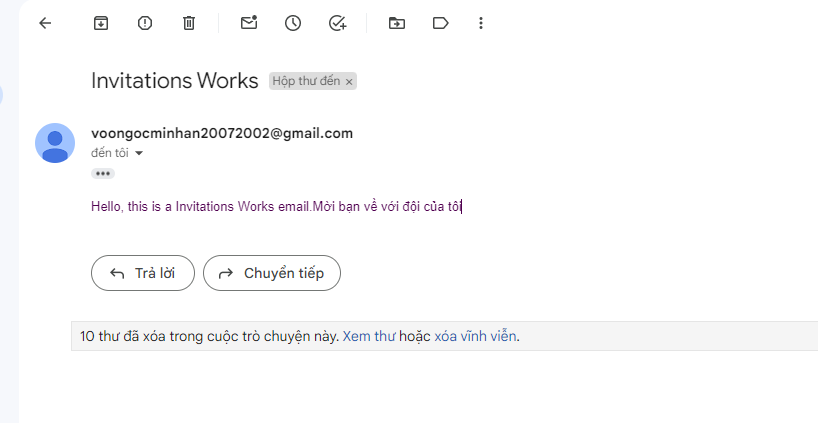 Invitations Works Hộp thư đến ×
voongocminhan20072002@gmail.com
đến tôi
Hello, this is a Invitations Works email.Mời bạn về với đội của tôi
Trả lời Chuyển tiếp
10 thư đã xóa trong cuộc trò chuyện này. Xem thư hoặc xóa vĩnh viễn.